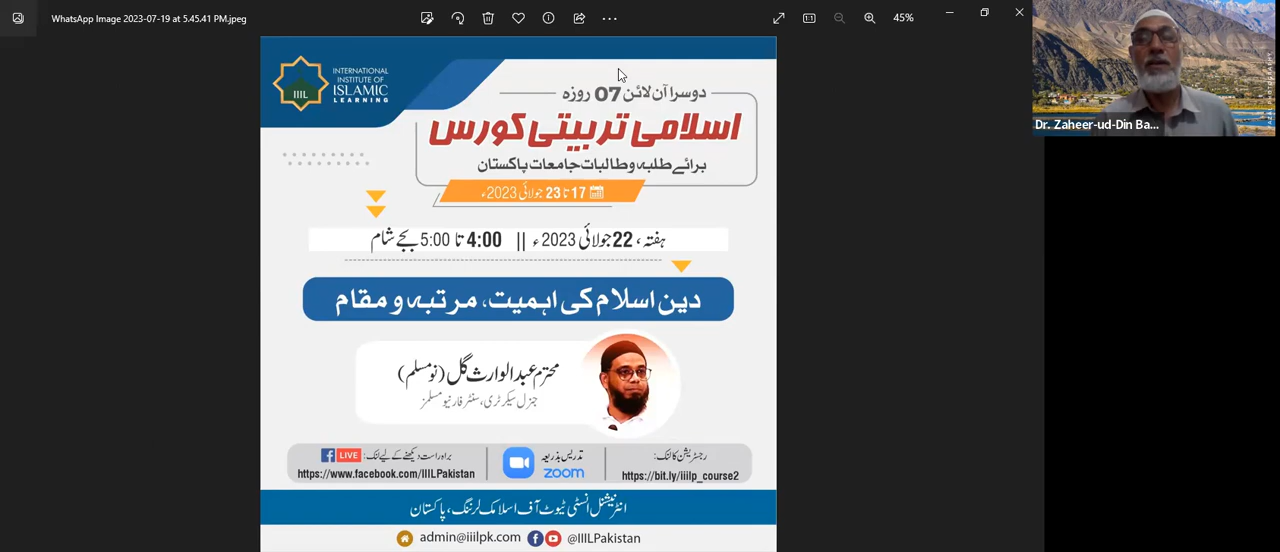 WhatsApp Image 2023-07-19 at 5.45.41 PM.jpeg
45%
INTERNATIONAL
INSTITUTE OF
ISLAMIC
LEARNING
IIIL
دوسرا آن لائن 07 روزہ
اسلامی تربیتی کورس
برائے طلبہ و طالبات جامعات پاکستان
17 تا 23 جولائی 2023ء
ہفتہ، 22 جولائی 2023ء || 4:00 تا 5:00 بجے شام
دین اسلام کی اہمیت، مرتبہ و مقام
محترم عبدالوارث گل (نومسلم)
جنرل سیکرٹری، سنٹر فار نیو مسلمز
رجسٹریشن کا لنک:
https://bit.ly/iiilp_course2
تدریس بذریعہ
zoom
براہ راست دیکھنے کے لیے لنک: LIVE
https://www.facebook.com/IIILPakistan
انٹرنیشنل انسٹی ٹیوٹ آف اسلامک لرننگ، پاکستان
admin@iiilpk.com @IIILPakistan
Dr. Zaheer-ud-Din Ba...